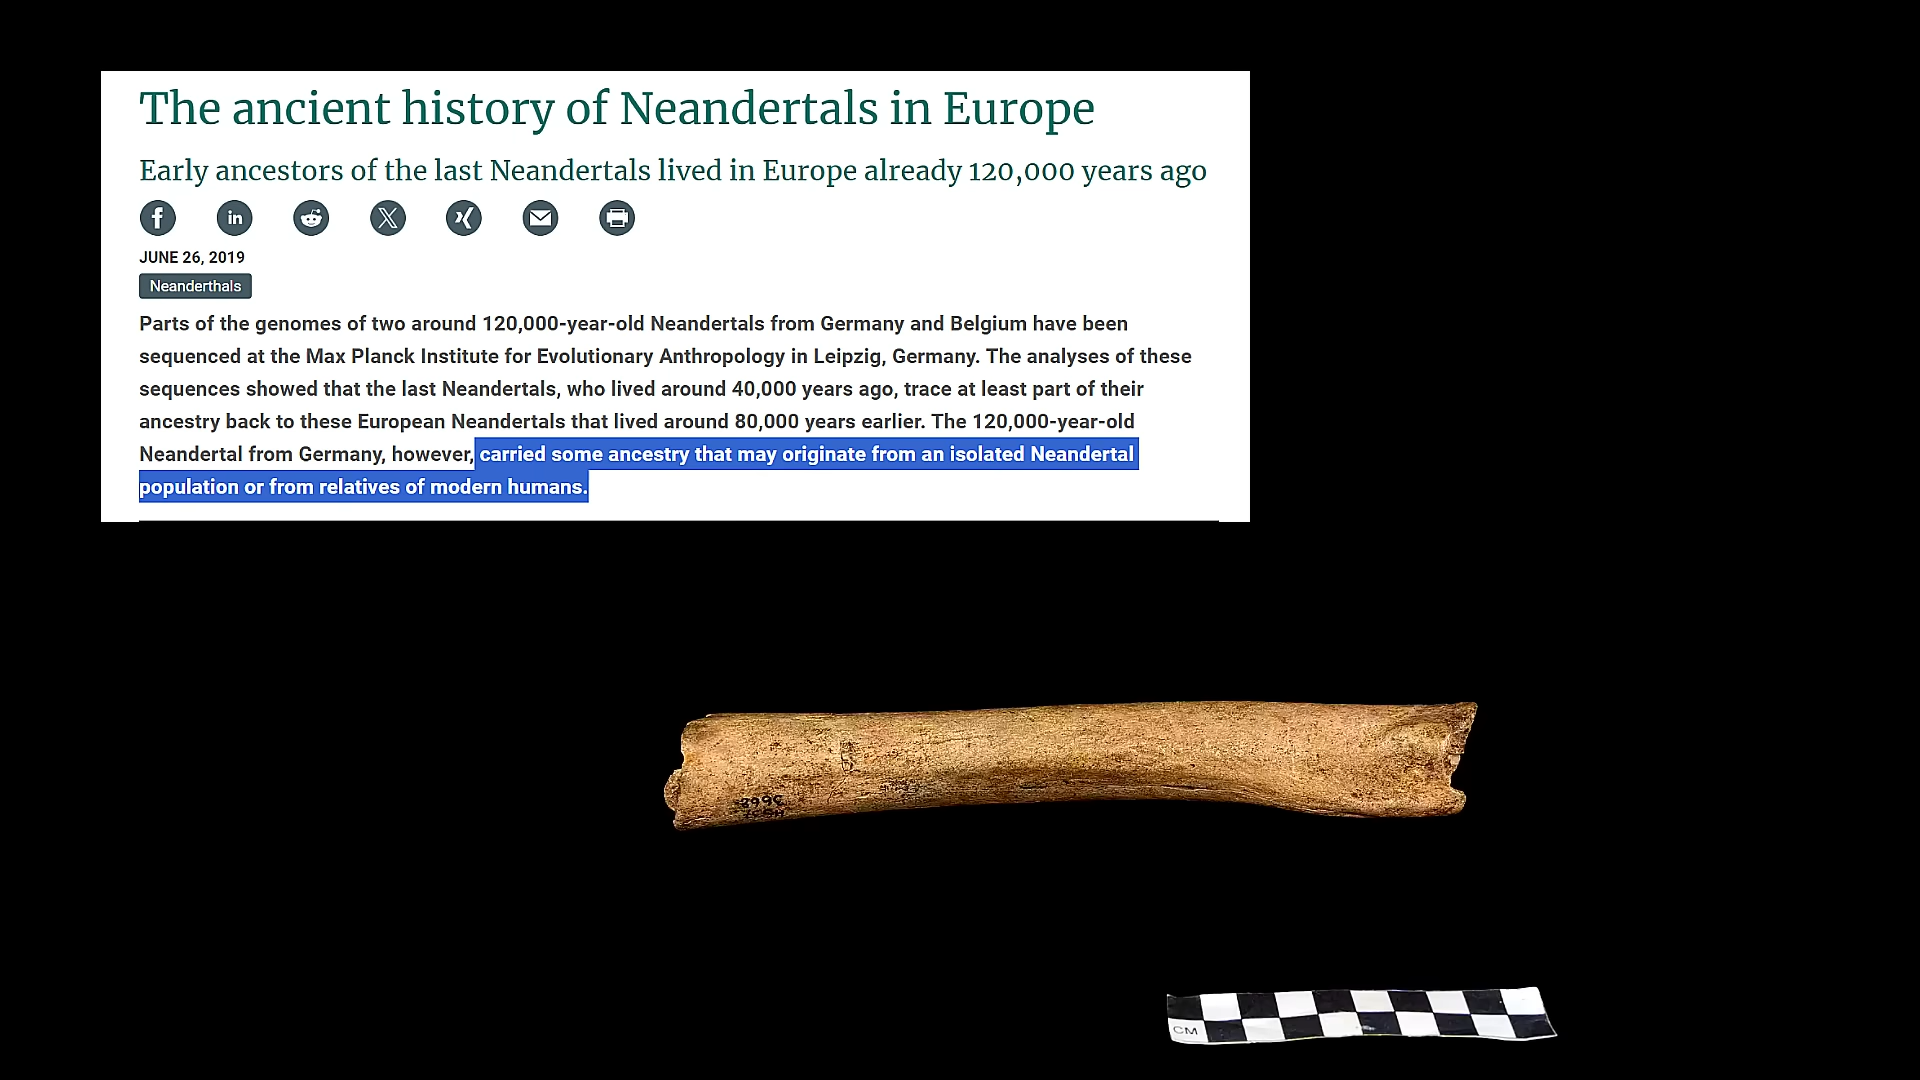 The ancient history of Neandertals in Europe
Early ancestors of the last Neandertals lived in Europe already 120,000 years ago
JUNE 26, 2019
Neanderthals
Parts of the genomes of two around 120,000-year-old Neandertals from Germany and Belgium have been
sequenced at the Max Planck Institute for Evolutionary Anthropology in Leipzig, Germany. The analyses of these
sequences showed that the last Neandertals, who lived around 40,000 years ago, trace at least part of their
ancestry back to these European Neandertals that lived around 80,000 years earlier. The 120,000-year-old
Neandertal from Germany, however, carried some ancestry that may originate from an isolated Neandertal
population or from relatives of modern humans.
CM